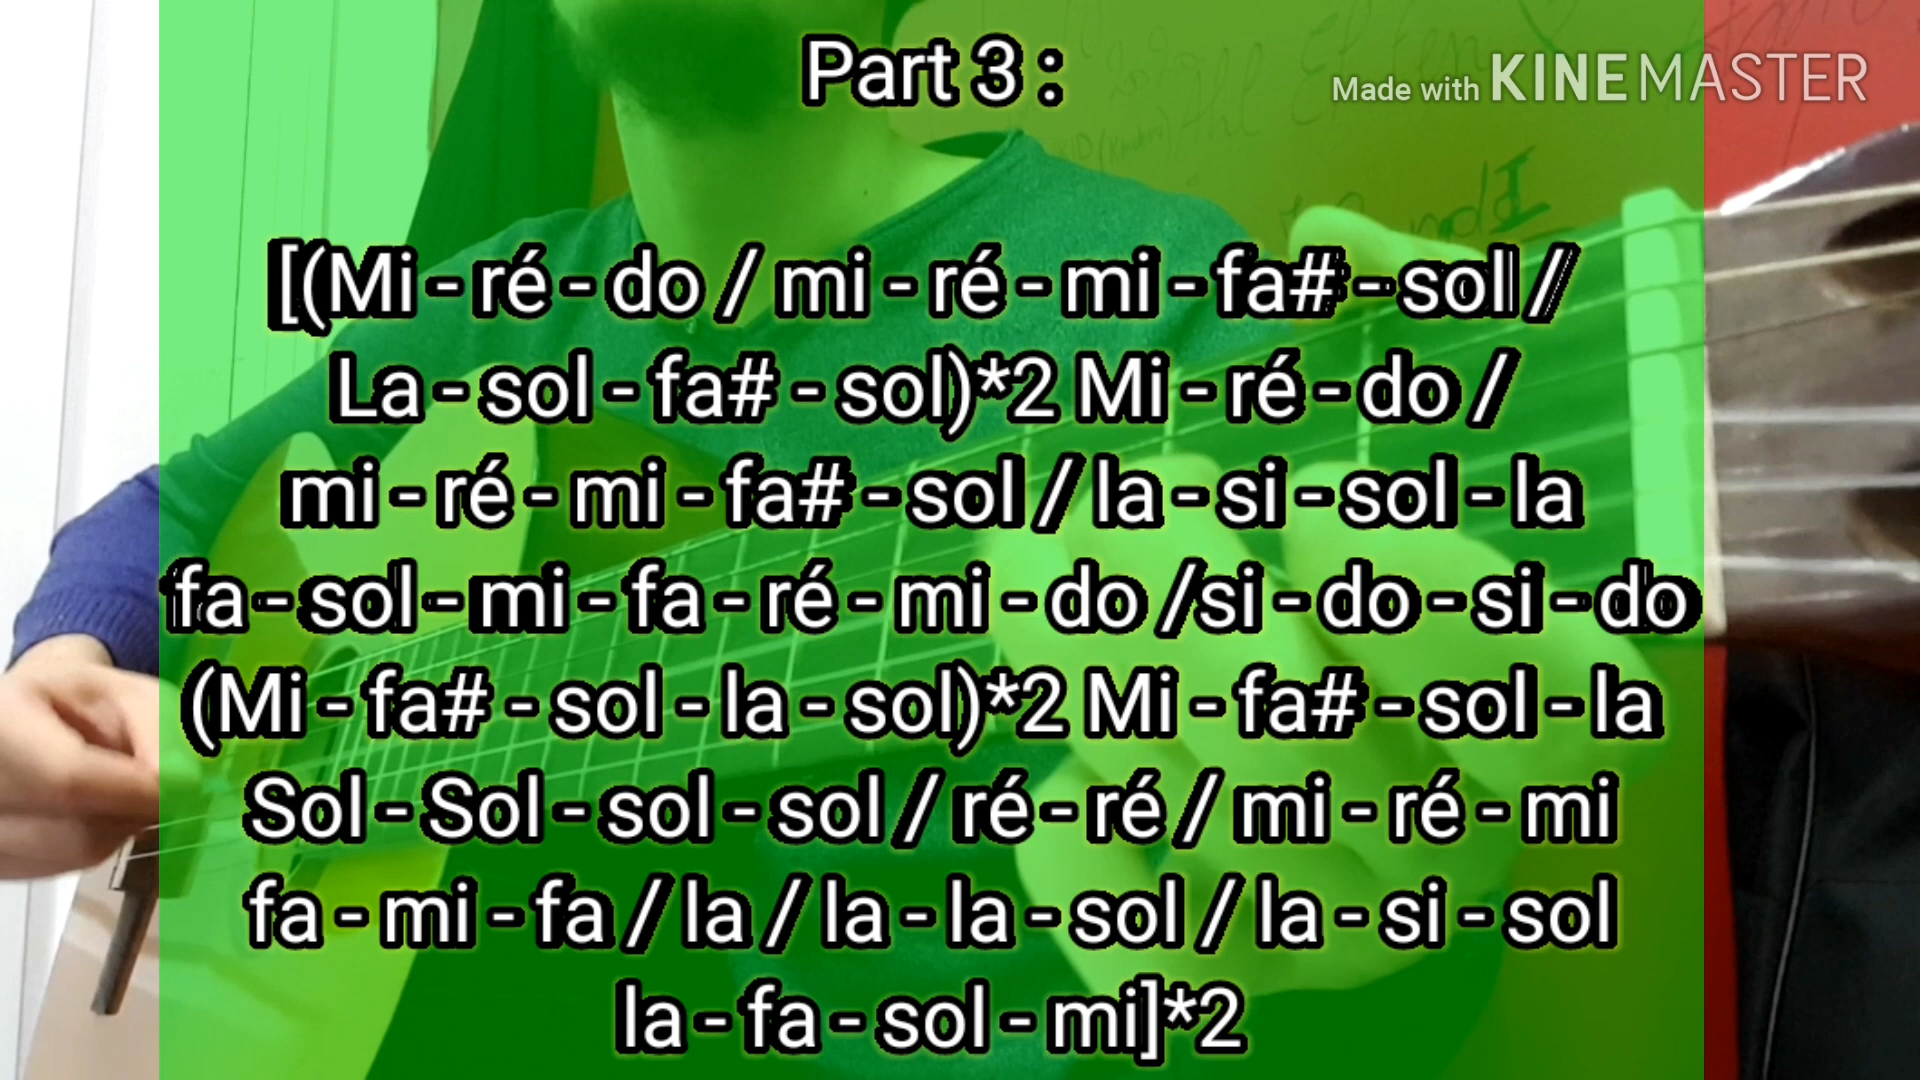 Part 3 :
Made with KINEMASTER
[(Mi - ré - do / mi - ré - mi - fa# - sol /
La - sol - fa# - sol)*2 Mi - ré - do /
mi - ré - mi - fa# - sol / la - si - sol - la
fa - sol - mi - fa - ré - mi - do /si - do - si - do
(Mi - fa# - sol - la - sol)*2 Mi - fa# - sol - la
Sol - Sol - sol - sol / ré - ré / mi - ré - mi
fa - mi - fa / la / la - la - sol / la - si - sol
la - fa - sol - mi]*2